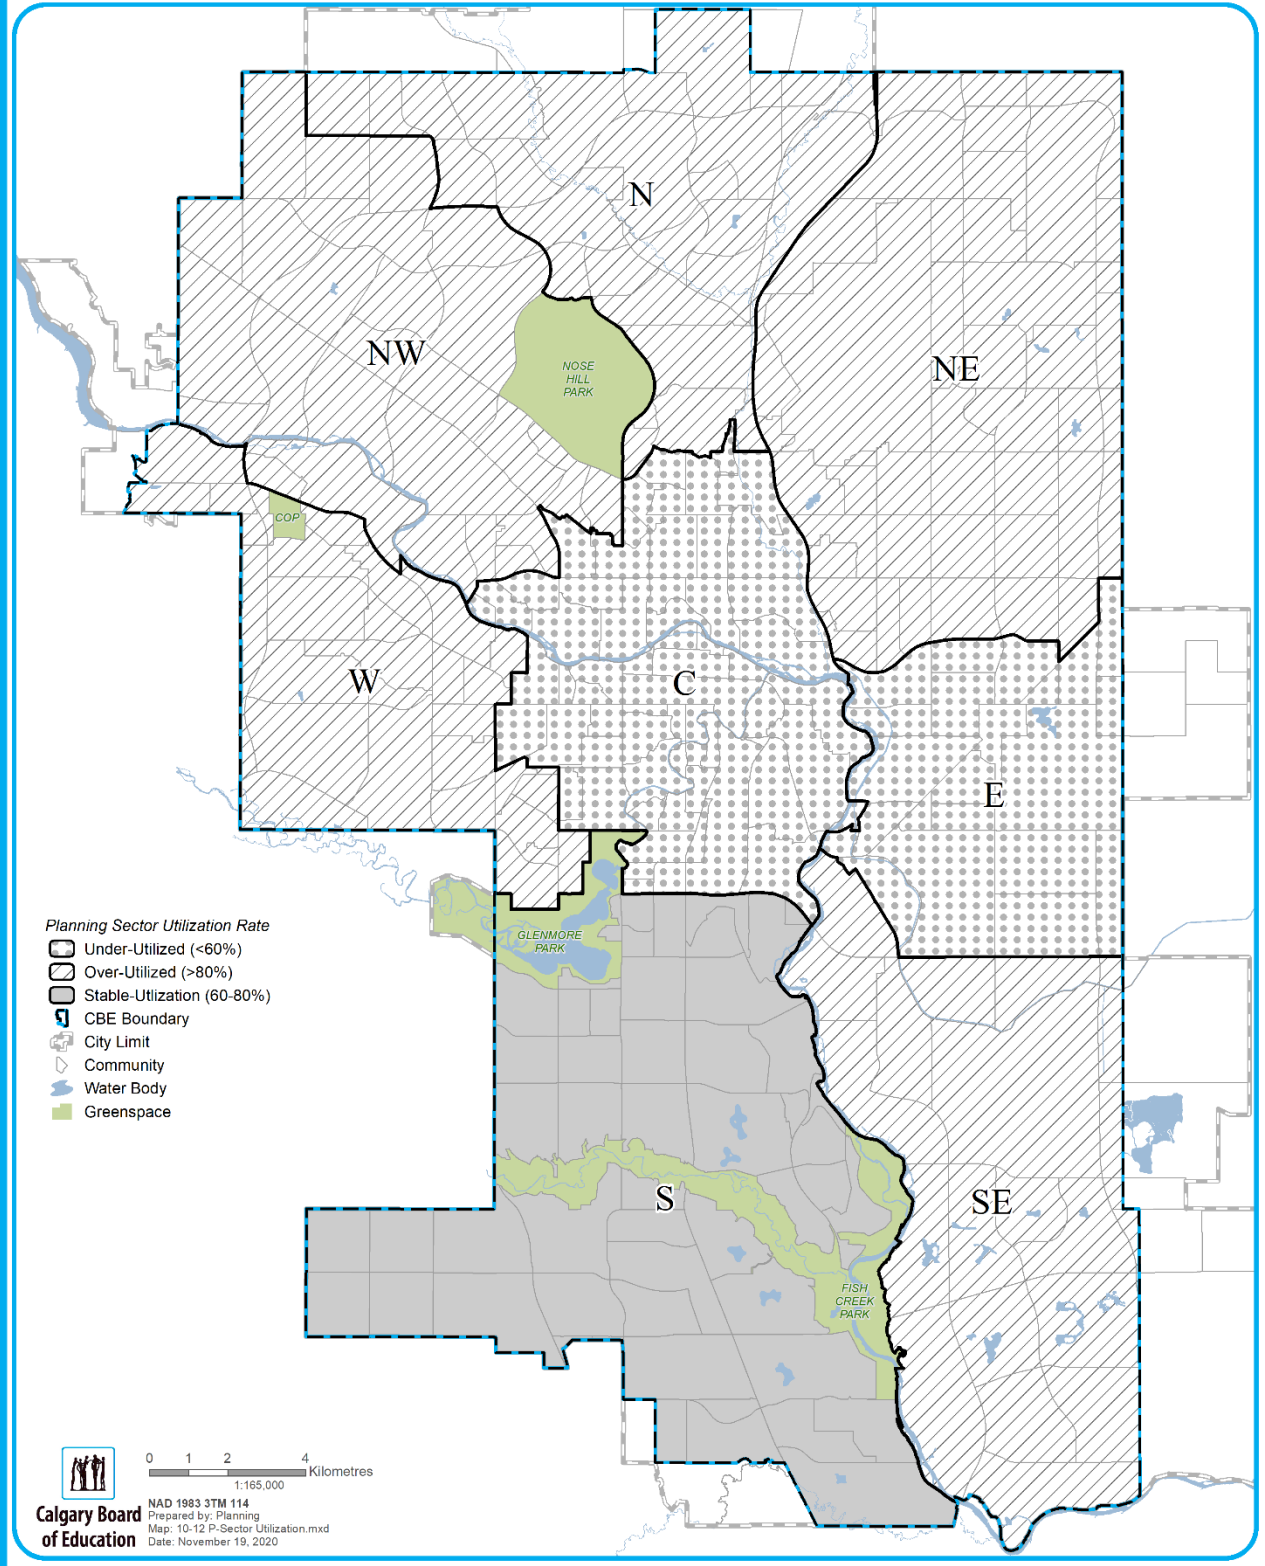 N
NW
NE
NOSE
HILL
PARK
COP
W
C
E
GLENMORE
PARK
S
SE
FISH
CREEK
PARK
Planning Sector Utilization Rate
Under-Utilized (<60%)
Over-Utilized (>80%)
Stable-Utlization (60-80%)
CBE Boundary
City Limit
Community
Water Body
Greenspace
0 1 2 4
Kilometres
1:165,000
Calgary Board
of Education
NAD 1983 3TM 114
Prepared by: Planning
Map: 10-12 P-Sector Utilization.mxd
Date: November 19, 2020